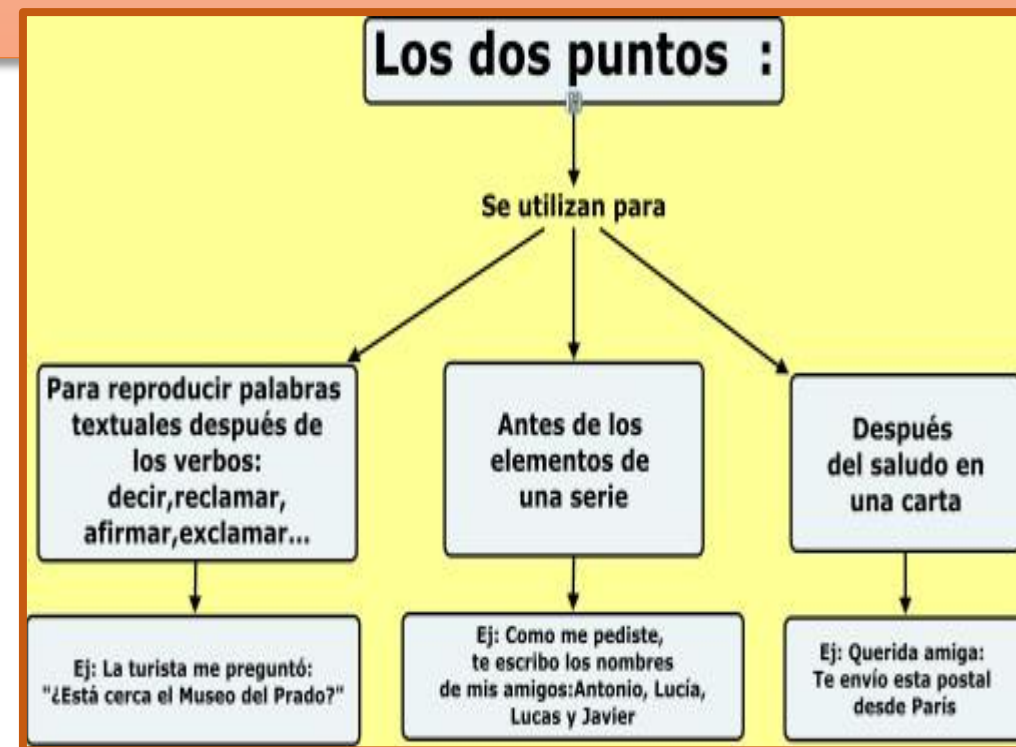 Los dos puntos :
Se utilizan para
Para reproducir palabras
textuales después de
los verbos:
decir,reclamar,
afirmar,exclamar...
Antes de los
elementos de
una serie
Después
del saludo en
una carta
Ej: La turista me preguntó:
"¿Està cerca el Museo del Prado?"
Ej: Como me pediste,
te escribo los nombres
de mis amigos:Antonio, Lucía,
Lucas y Javier
Ej: Querida amiga:
Te envío esta postal
desde París